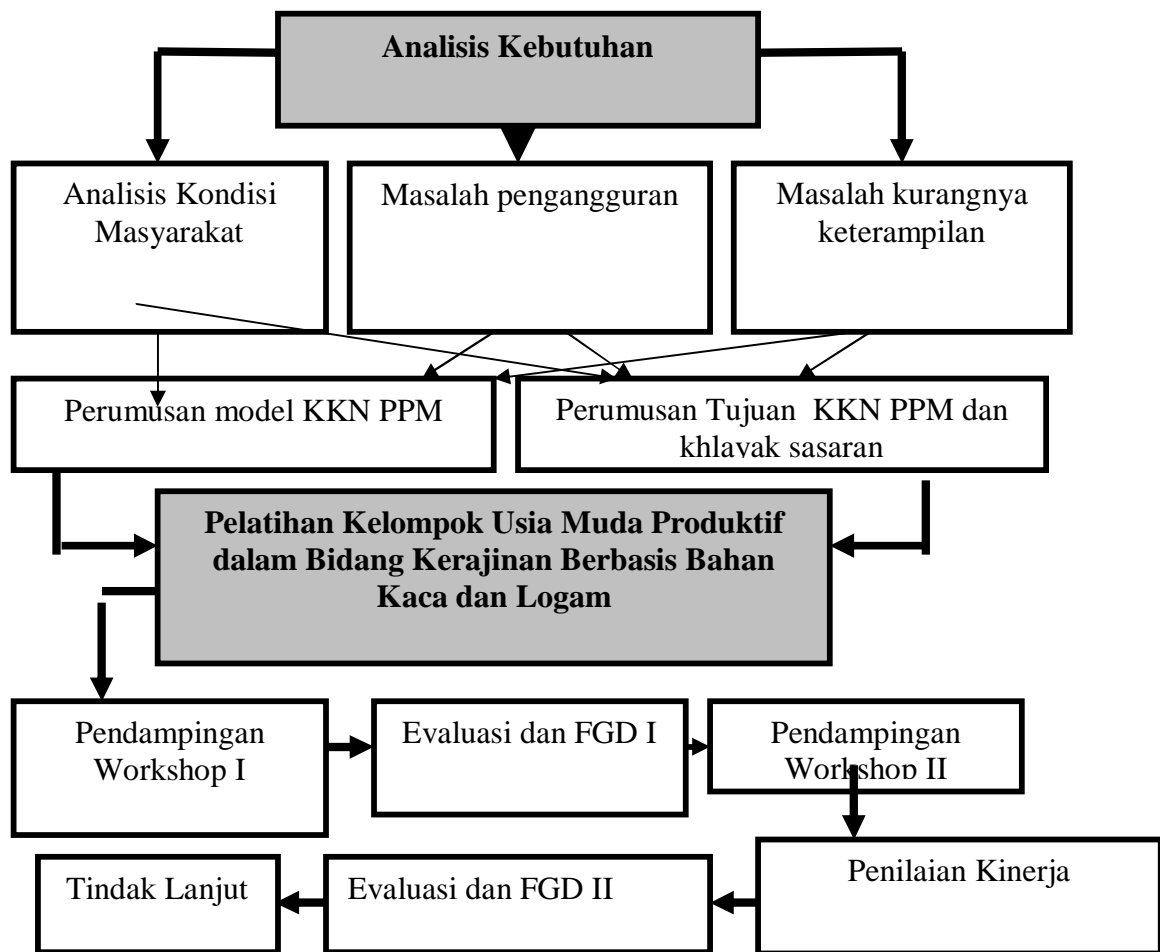 Analisis Kebutuhan
Analisis Kondisi
Masyarakat
Masalah pengangguran
Masalah kurangnya
keterampilan
Perumusan model KKN PPM
Perumusan Tujuan KKN PPM dan
khlavak sasaran
Pelatihan Kelompok Usia Muda Produktif
dalam Bidang Kerajinan Berbasis Bahan
Kaca dan Logam
Pendampingan
Workshop I
Evaluasi dan FGD I
Pendampingan
Workshop II
Penilaian Kinerja
Evaluasi dan FGD II
Tindak Lanjut